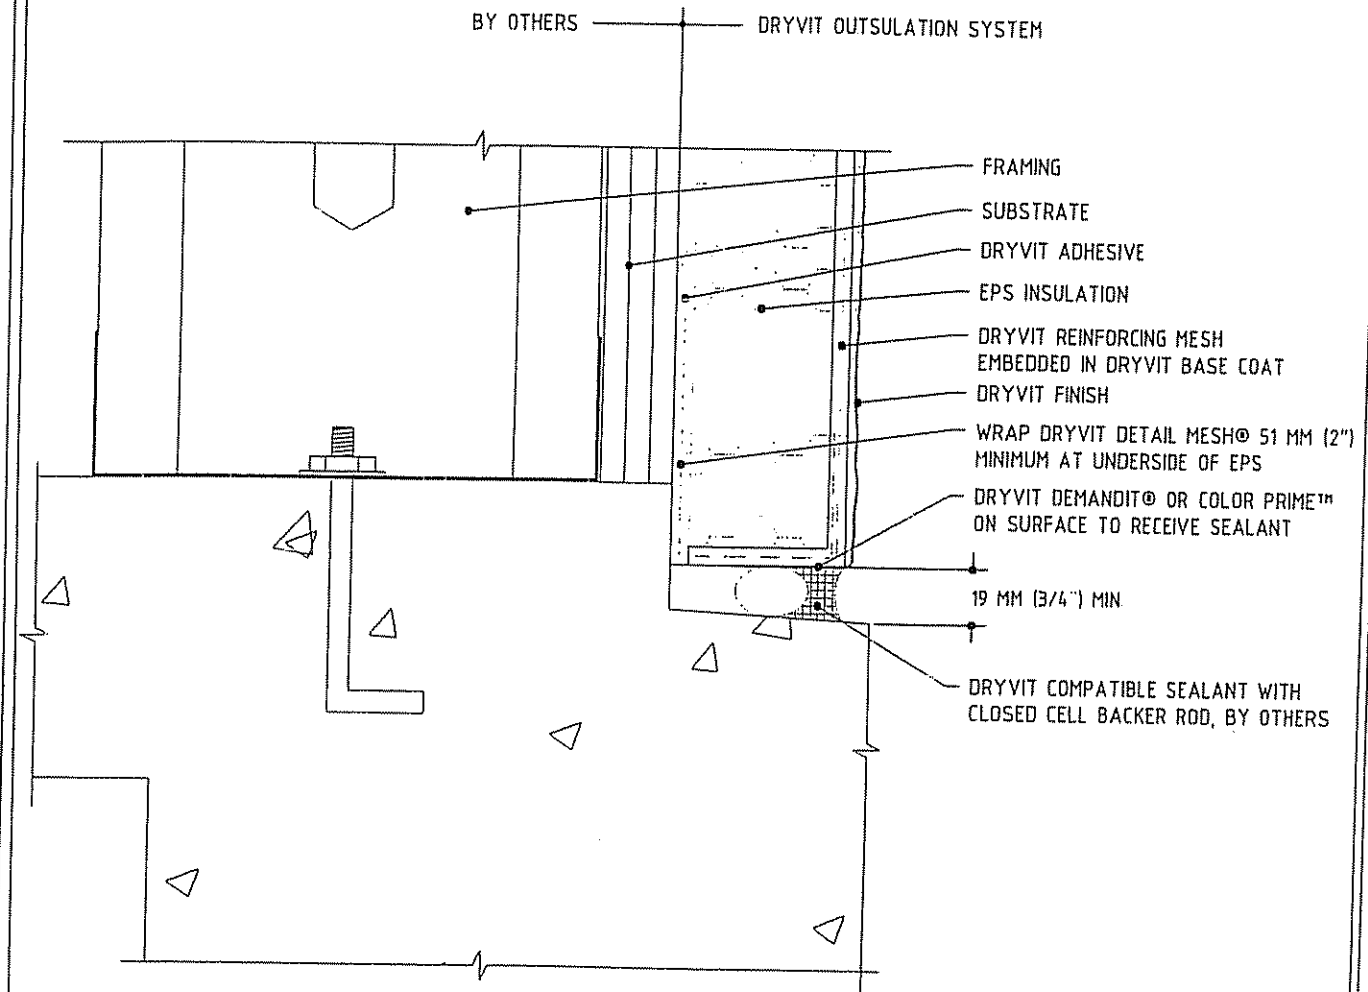 BY OTHERS
DRYVIT OUTSULATION SYSTEM
FRAMING
SUBSTRATE
DRYVIT ADHESIVE
EPS INSULATION
DRYVIT REINFORCING MESH
EMBEDDED IN DRYVIT BASE COAT
DRYVIT FINISH
WRAP DRYVIT DETAIL MESH® 51 MM (2")
MINIMUM AT UNDERSIDE OF EPS
DRYVIT DEMANDIT® OR COLOR PRIME™
ON SURFACE TO RECEIVE SEALANT
19 MM (3/4") MIN
DRYVIT COMPATIBLE SEALANT WITH
CLOSED CELL BACKER ROD, BY OTHERS